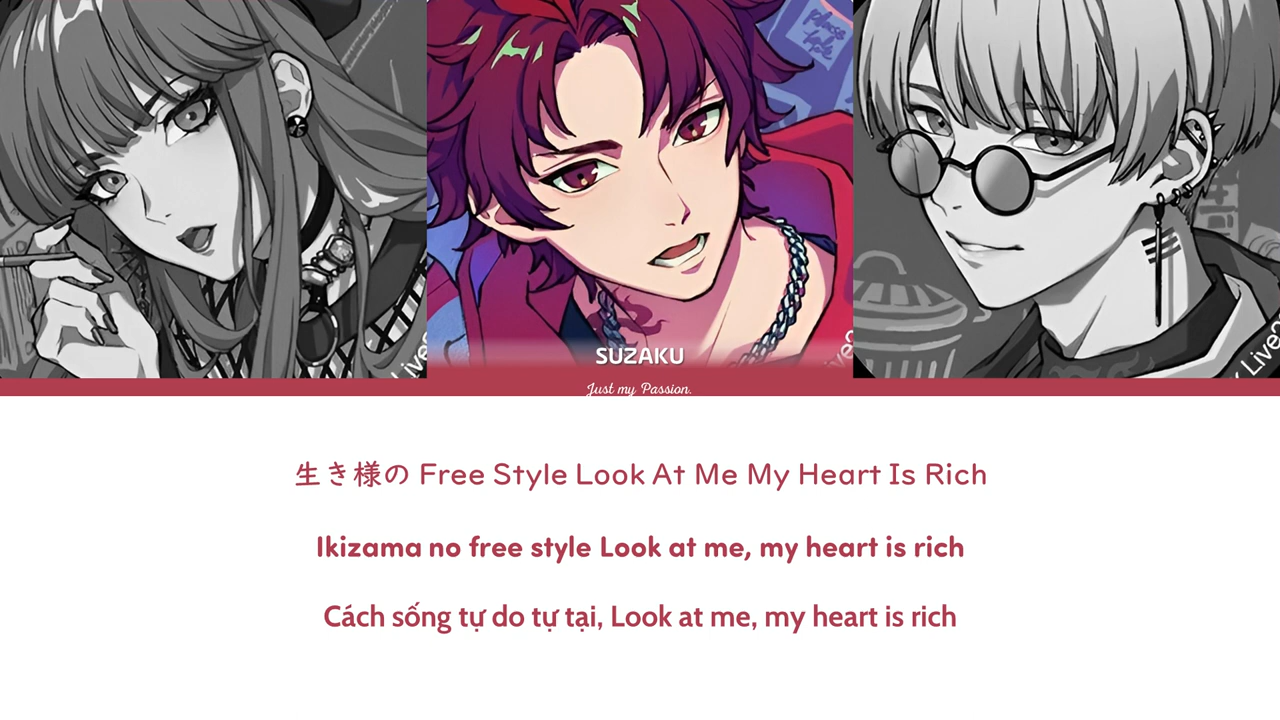 please
SUZAKU
Just my Passion.
生き様の Free Style Look At Me My Heart Is Rich
Ikizama no free style Look at me, my heart is rich
Cách sống tự do tự tại, Look at me, my heart is rich